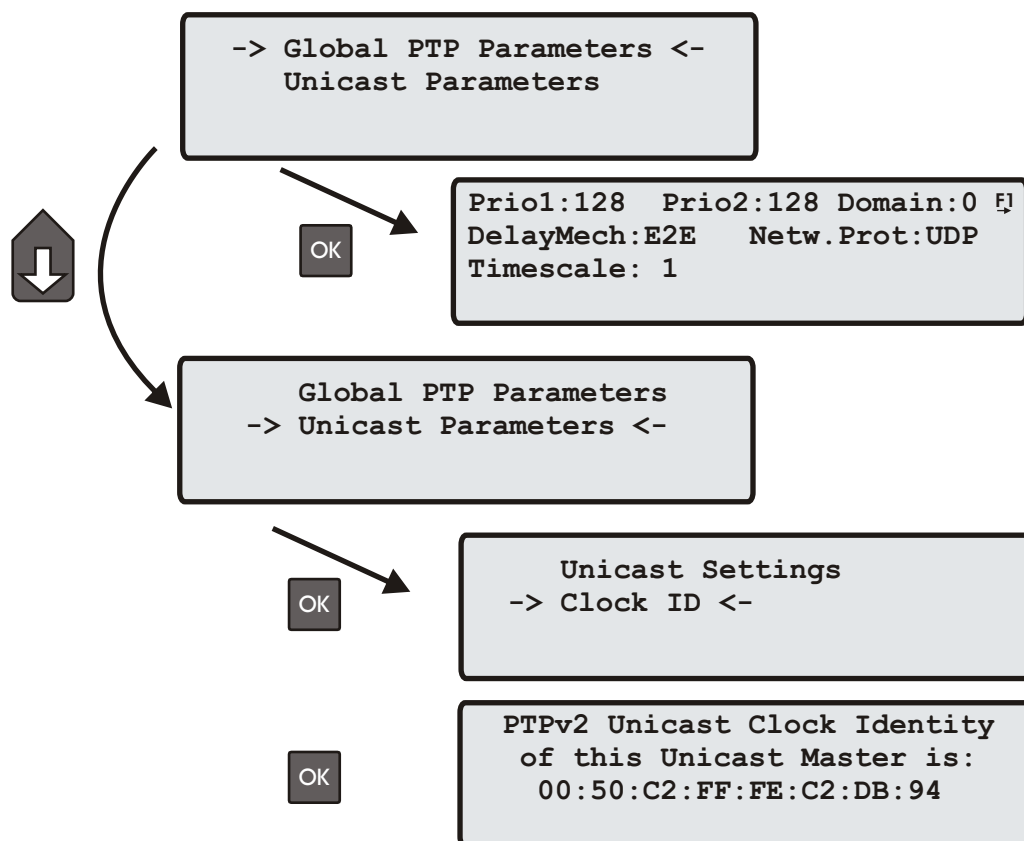 -> Global PTP Parameters <-
Unicast Parameters
Prio1:128 Prio2:128 Domain:0 F1
DelayMech:E2E Netw.Prot:UDP
Timescale: 1
OK
Global PTP Parameters
-> Unicast Parameters <-
Unicast Settings
-> Clock ID <-
OK
PTPv2 Unicast Clock Identity
of this Unicast Master is:
00:50:C2:FF:FE:C2:DB:94
OK